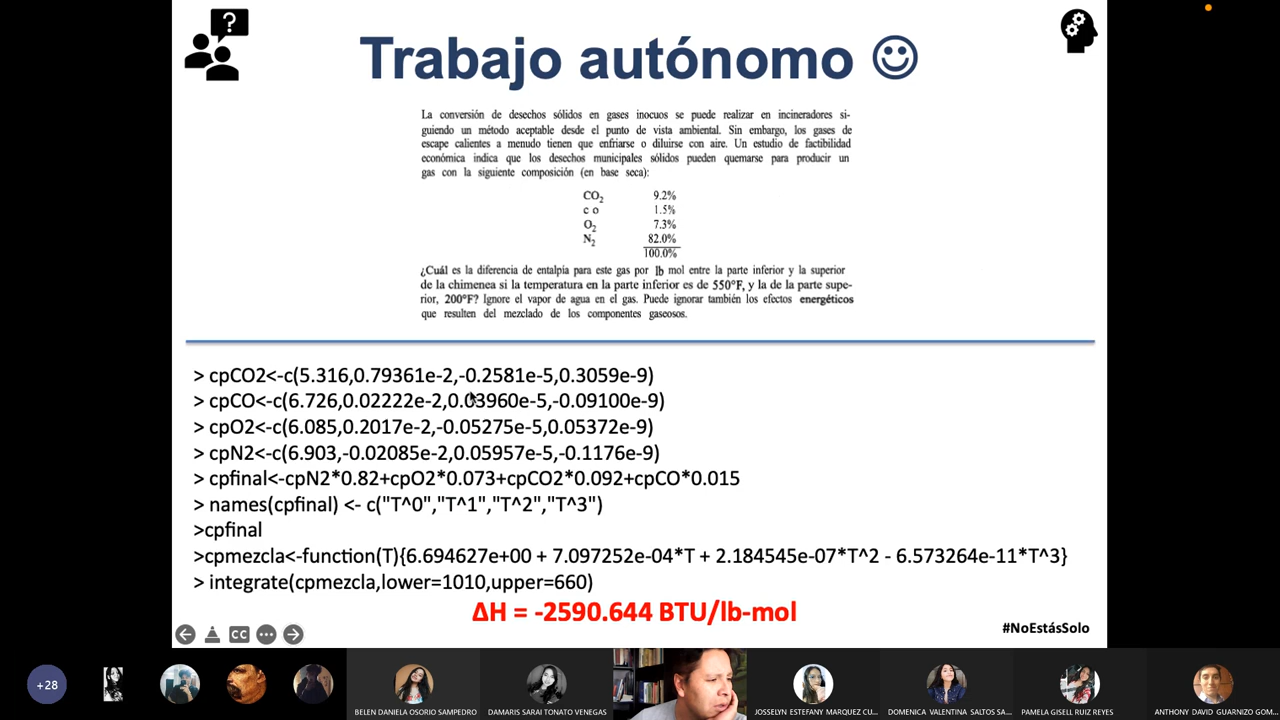 Trabajo autónomo
La conversión de desechos sólidos en gases inocuos se puede realizar en incineradores si-
guiendo un método aceptable desde el punto de vista ambiental. Sin embargo, los gases de
escape calientes a menudo tienen que enfriarse o diluirse con aire. Un estudio de factibilidad
económica indica que los desechos municipales sólidos pueden quemarse para producir un
gas con la siguiente composición (en base seca):
CO2 9.2%
c o 1.5%
O2 7.3%
N2 82.0%
100.0%
¿Cuál es la diferencia de entalpía para este gas por lb mol entre la parte inferior y la superior
de la chimenea si la temperatura en la parte inferior es de 550°F, y la de la parte supe-
rior, 200°F? Ignore el vapor de agua en el gas. Puede ignorar también los efectos energéticos
que resulten del mezclado de los componentes gaseosos.
> cpCO2<-c(5.316,0.79361e-2,-0.2581e-5,0.3059e-9)
> cpCO<-c(6.726,0.02222e-2,0.03960e-5,-0.09100e-9)
> cpO2<-c(6.085,0.2017e-2,-0.05275e-5,0.05372e-9)
> cpN2<-c(6.903,-0.02085e-2,0.05957e-5,-0.1176e-9)
> cpfinal<-cpN2*0.82+cpO2*0.073+cpCO2*0.092+cpCO*0.015
> names(cpfinal) <- c("T^0","T^1","T^2","T^3")
>cpfinal
>cpmezcla<-function(T){6.694627e+00 + 7.097252e-04*T + 2.184545e-07*T^2 - 6.573264e-11*T^3}
> integrate(cpmezcla,lower=1010,upper=660)
ΔH = -2590.644 BTU/lb-mol
#NoEstásSolo
CC
+28
BELEN DANIELA OSORIO SAMPEDRO
DAMARIS SARAI TONATO VENEGAS
JOSSELYN ESTEFANY MARQUEZ CU...
DOMENICA VALENTINA SALTOS SA...
PAMELA GISELL RUIZ REYES
ANTHONY DAVID GUARNIZO GOM...